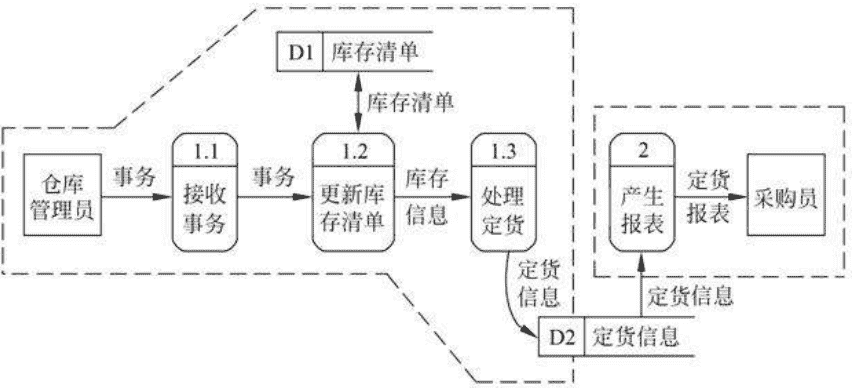 D1 库存清单
库存清单
仓库
管理员
事务
1.1
接收
事务
事务
1.2
更新库
存清单
库存
信息
1.3
处理
定货
定货
信息
D2 定货信息
定货信息
2
产生
报表
定货
报表
采购员